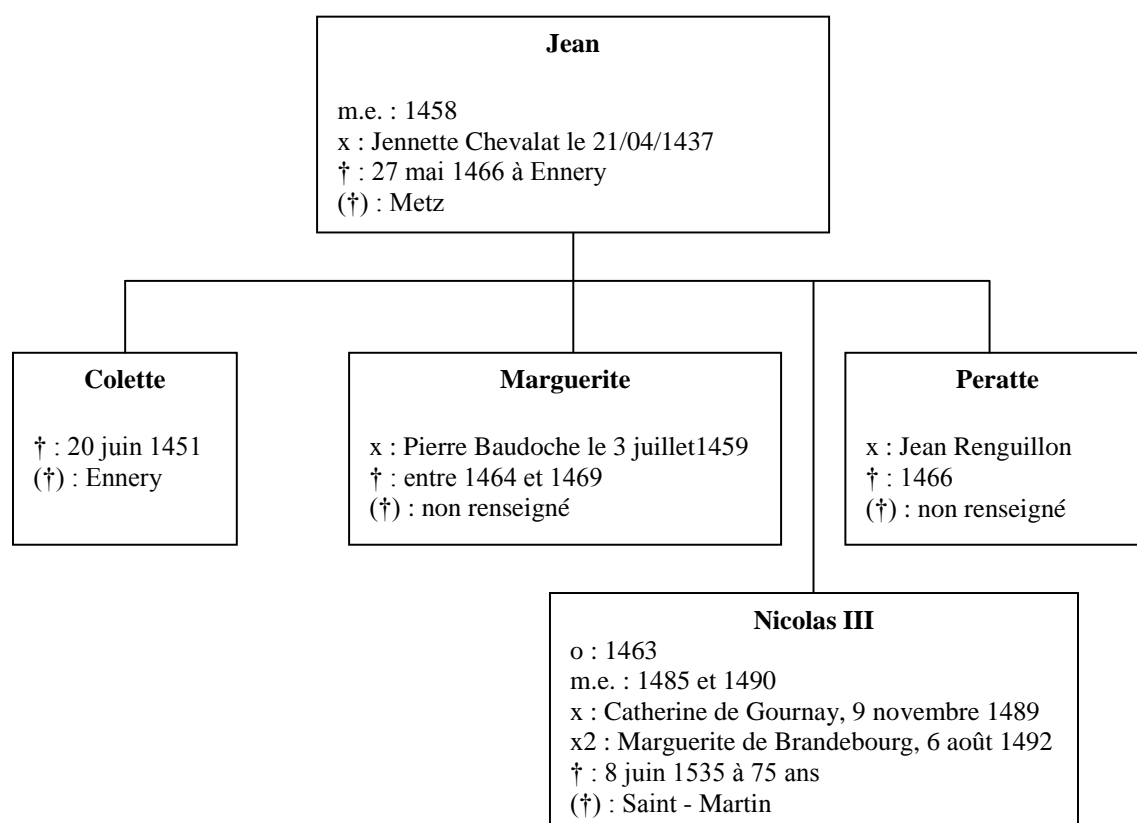 Jean
m.e. : 1458
x : Jennette Chevalat le 21/04/1437
† : 27 mai 1466 à Ennery
(†) : Metz
Colette
† : 20 juin 1451
(†) : Ennery
Marguerite
x : Pierre Baudoche le 3 juillet1459
† : entre 1464 et 1469
(†) : non renseigné
Peratte
x : Jean Renguillon
† : 1466
(†) : non renseigné
Nicolas III
o : 1463
m.e. : 1485 et 1490
x : Catherine de Gournay, 9 novembre 1489
x2 : Marguerite de Brandebourg, 6 août 1492
† : 8 juin 1535 à 75 ans
(†) : Saint - Martin